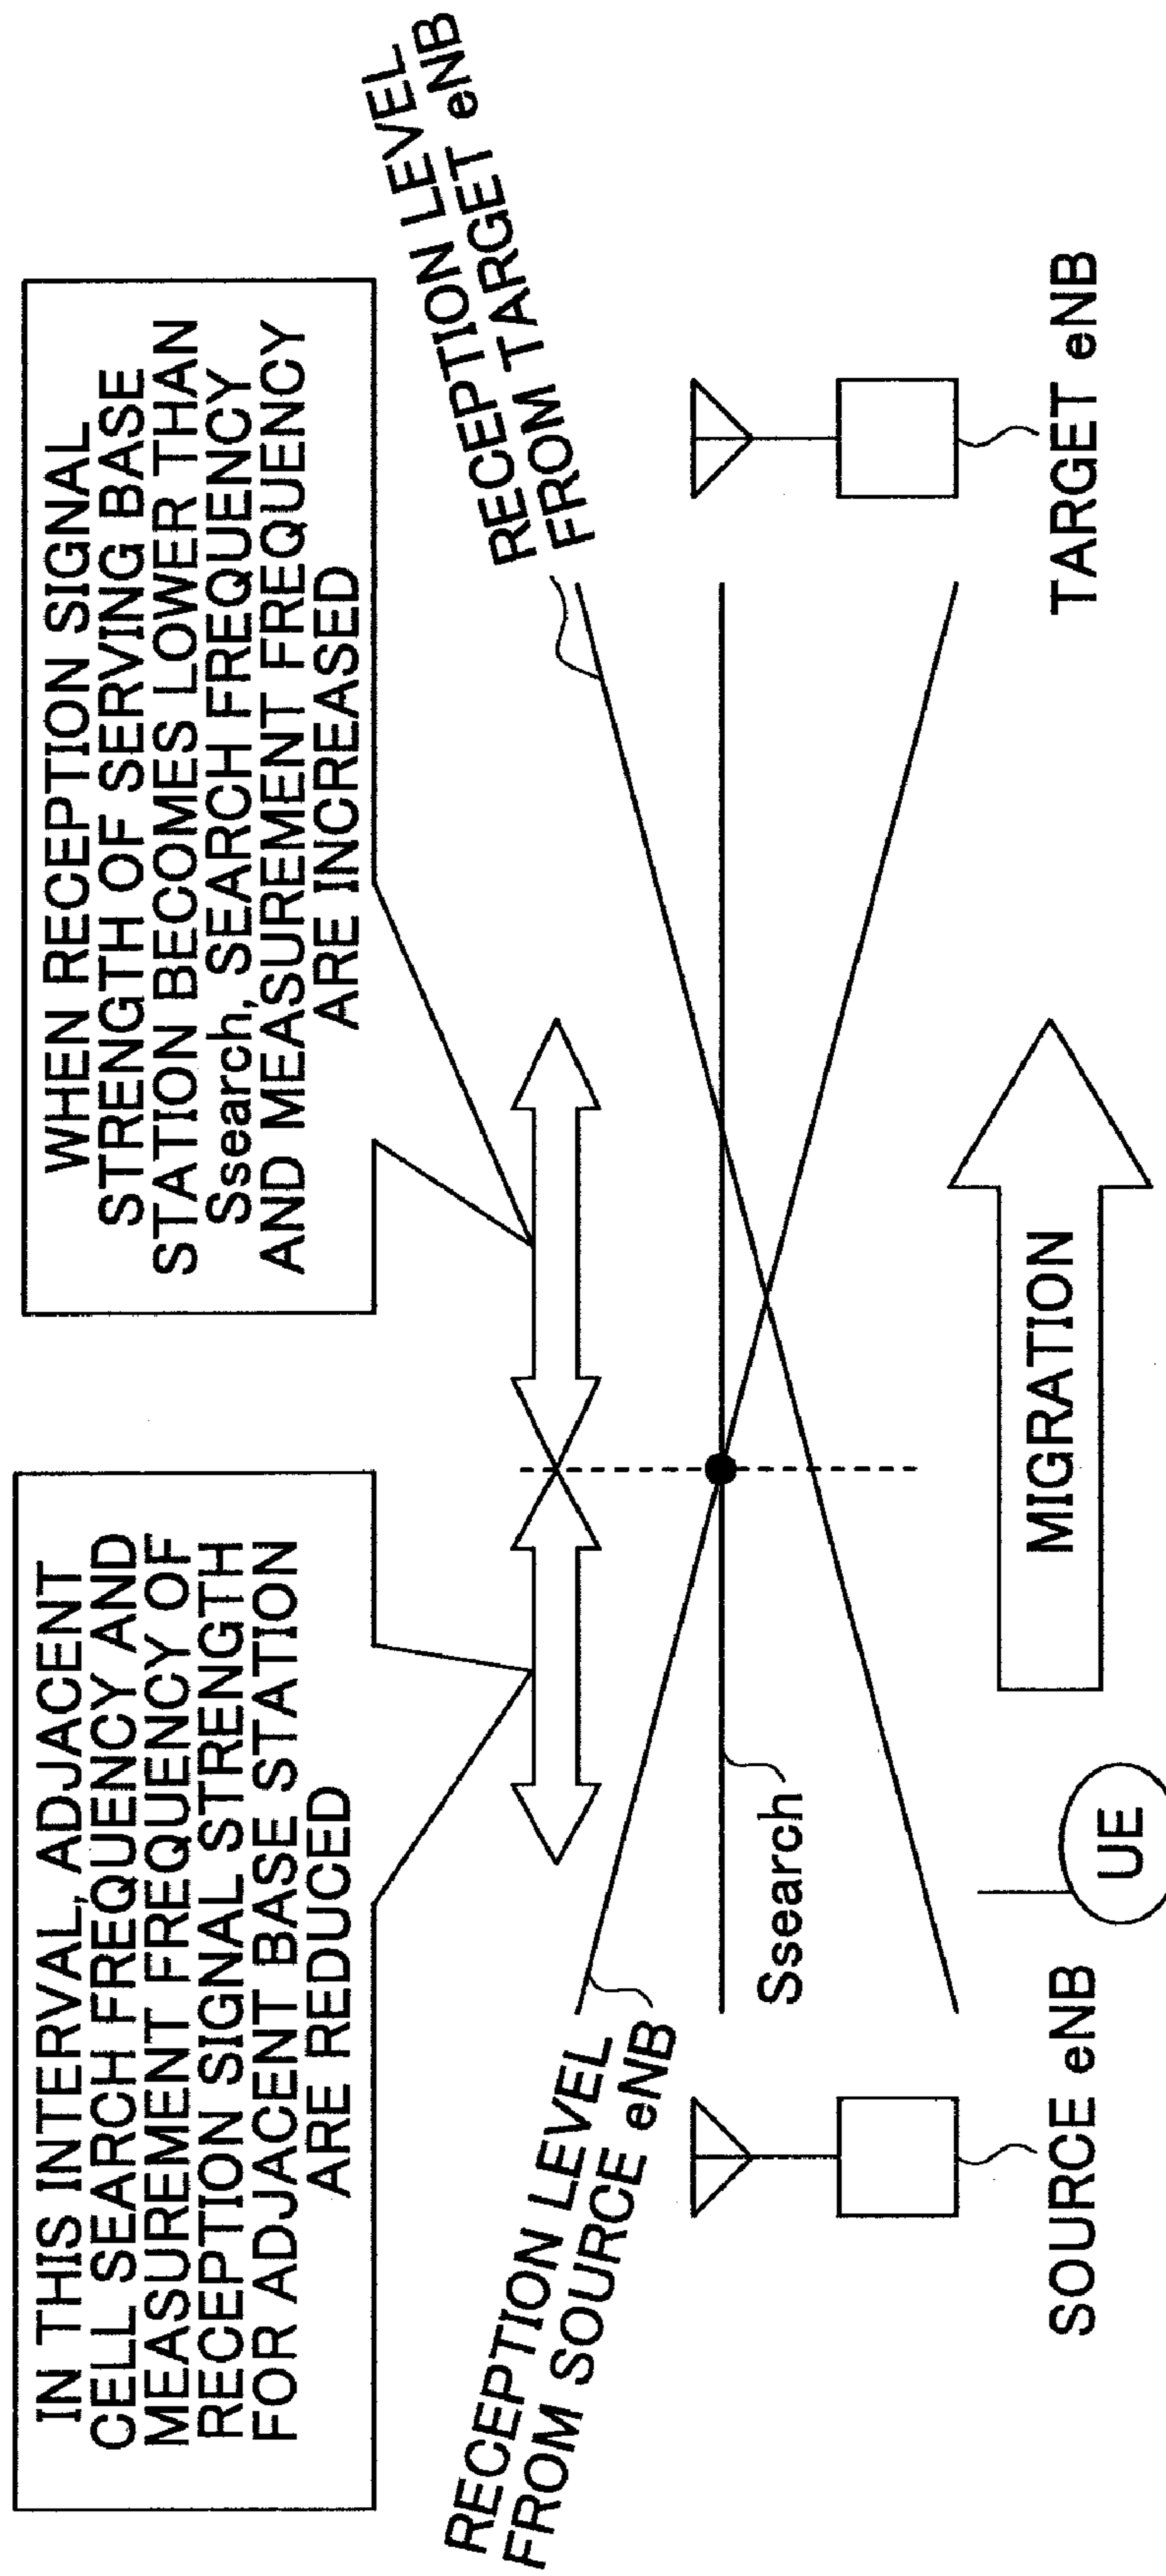 IN THIS INTERVAL, ADJACENT
CELL SEARCH FREQUENCY AND
MEASUREMENT FREQUENCY OF
RECEPTION SIGNAL STRENGTH
FOR ADJACENT BASE STATION
ARE REDUCED
WHEN RECEPTION SIGNAL
STRENGTH OF SERVING BASE
STATION BECOMES LOWER THAN
Ssearch, SEARCH FREQUENCY
AND MEASUREMENT FREQUENCY
ARE INCREASED
RECEPTION LEVEL
FROM SOURCE eNB
RECEPTION LEVEL
FROM TARGET eNB
Ssearch
SOURCE eNB
UE
MIGRATION
TARGET eNB